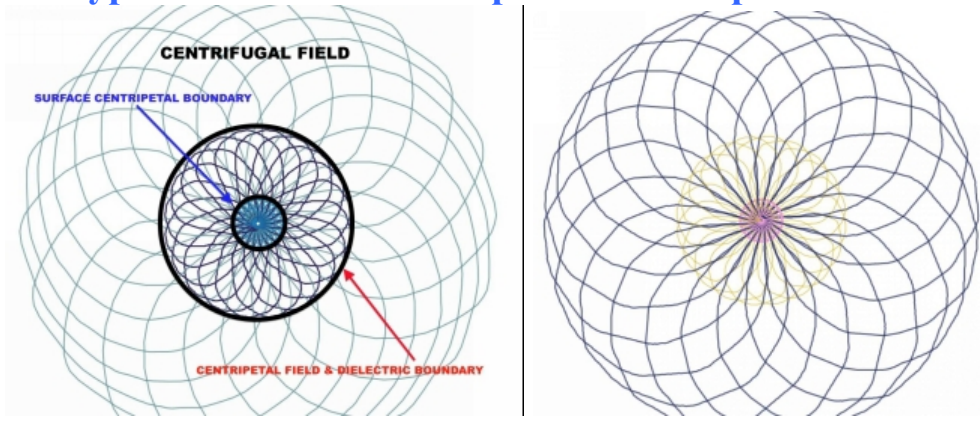 CENTRIFUGAL FIELD
SURFACE CENTRIPETAL BOUNDARY
CENTRIPETAL FIELD & DIELECTRIC BOUNDARY